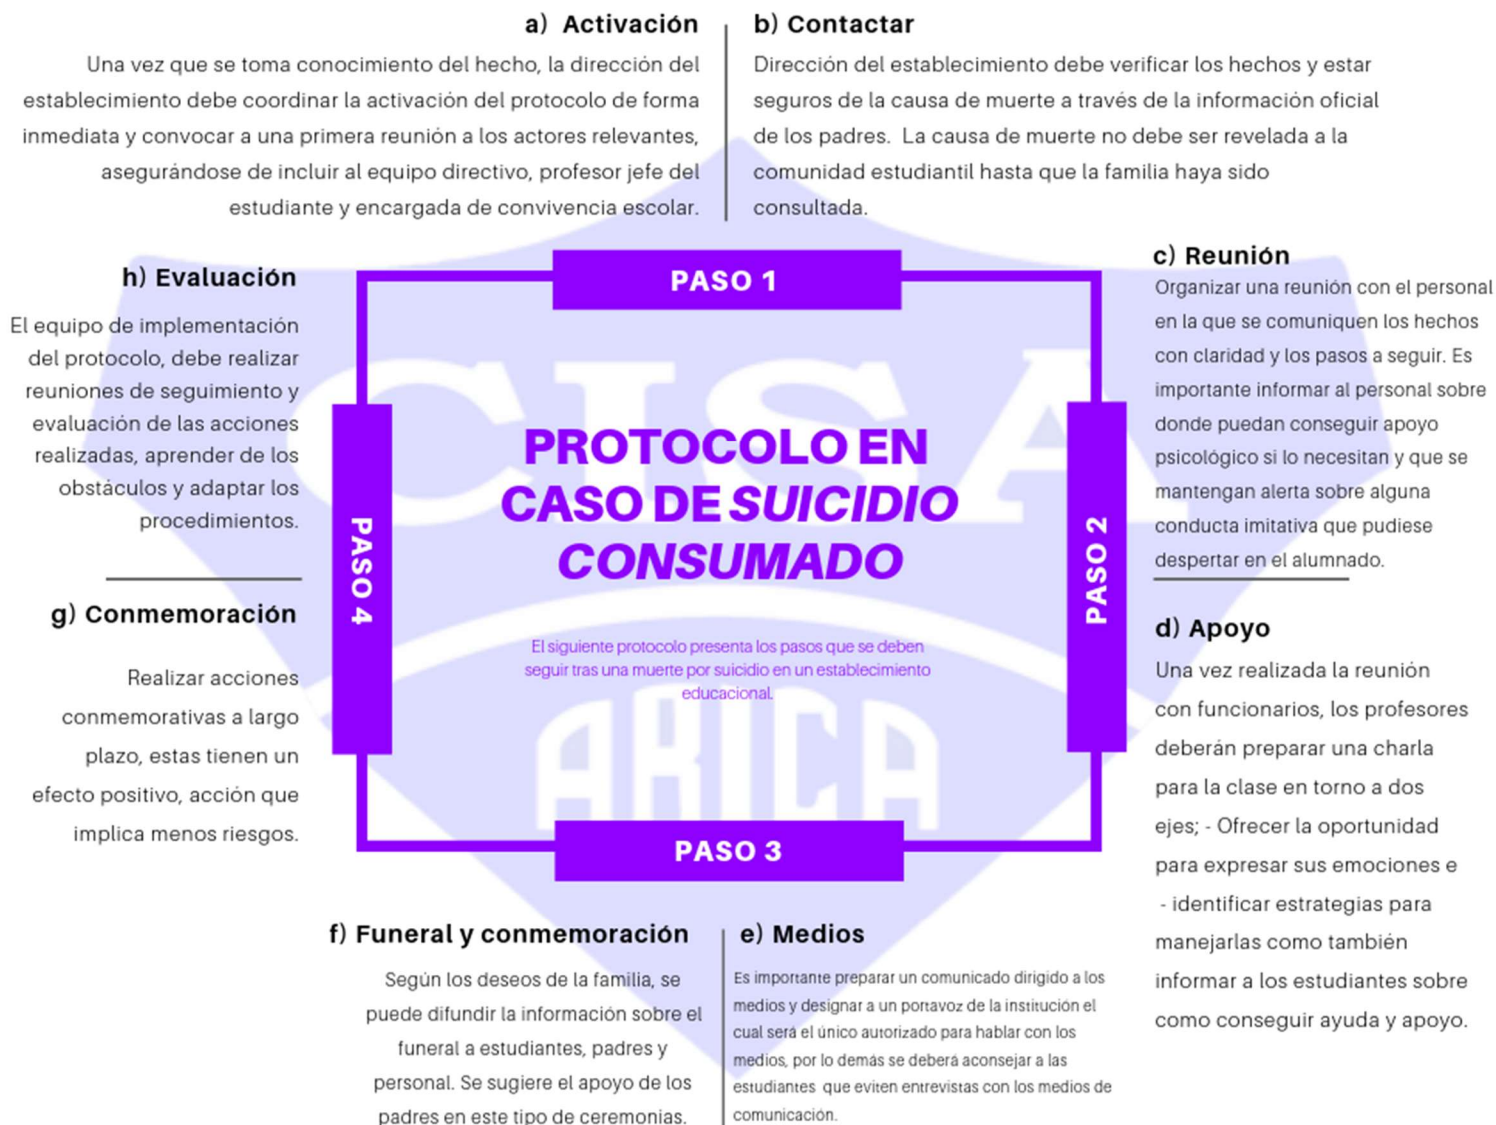 a) Activación
Una vez que se toma conocimiento del hecho, la dirección del
establecimiento debe coordinar la activación del protocolo de forma
inmediata y convocar a una primera reunión a los actores relevantes,
asegurándose de incluir al equipo directivo, profesor jefe del
estudiante y encargada de convivencia escolar.
b) Contactar
Dirección del establecimiento debe verificar los hechos y estar
seguros de la causa de muerte a través de la información oficial
de los padres. La causa de muerte no debe ser revelada a la
comunidad estudiantil hasta que la familia haya sido
consultada.
PASO 1
c) Reunión
Organizar una reunión con el personal
en la que se comuniquen los hechos
con claridad y los pasos a seguir. Es
importante informar al personal sobre
donde puedan conseguir apoyo
psicológico si lo necesitan y que se
mantengan alerta sobre alguna
conducta imitativa que pudiese
despertar en el alumnado.
PASO 2
d) Apoyo
Una vez realizada la reunión
con funcionarios, los profesores
deberán preparar una charla
para la clase en torno a dos
ejes; - Ofrecer la oportunidad
para expresar sus emociones e
- identificar estrategias para
manejarlas como también
informar a los estudiantes sobre
como conseguir ayuda y apoyo.
CISA
PROTOCOLO EN
CASO DE SUICIDIO
CONSUMADO
El siguiente protocolo presenta los pasos que se deben
seguir tras una muerte por suicidio en un establecimiento
educacional.
ARICA
PASO 3
e) Medios
Es importante preparar un comunicado dirigido a los
medios y designar a un portavoz de la institución el
cual será el único autorizado para hablar con los
medios, por lo demás se deberá aconsejar a las
estudiantes que eviten entrevistas con los medios de
comunicación.
f) Funeral y conmemoración
Según los deseos de la familia, se
puede difundir la información sobre el
funeral a estudiantes, padres y
personal. Se sugiere el apoyo de los
padres en este tipo de ceremonias.
PASO 4
g) Conmemoración
Realizar acciones
conmemorativas a largo
plazo, estas tienen un
efecto positivo, acción que
implica menos riesgos.
h) Evaluación
El equipo de implementación
del protocolo, debe realizar
reuniones de seguimiento y
evaluación de las acciones
realizadas, aprender de los
obstáculos y adaptar los
procedimientos.